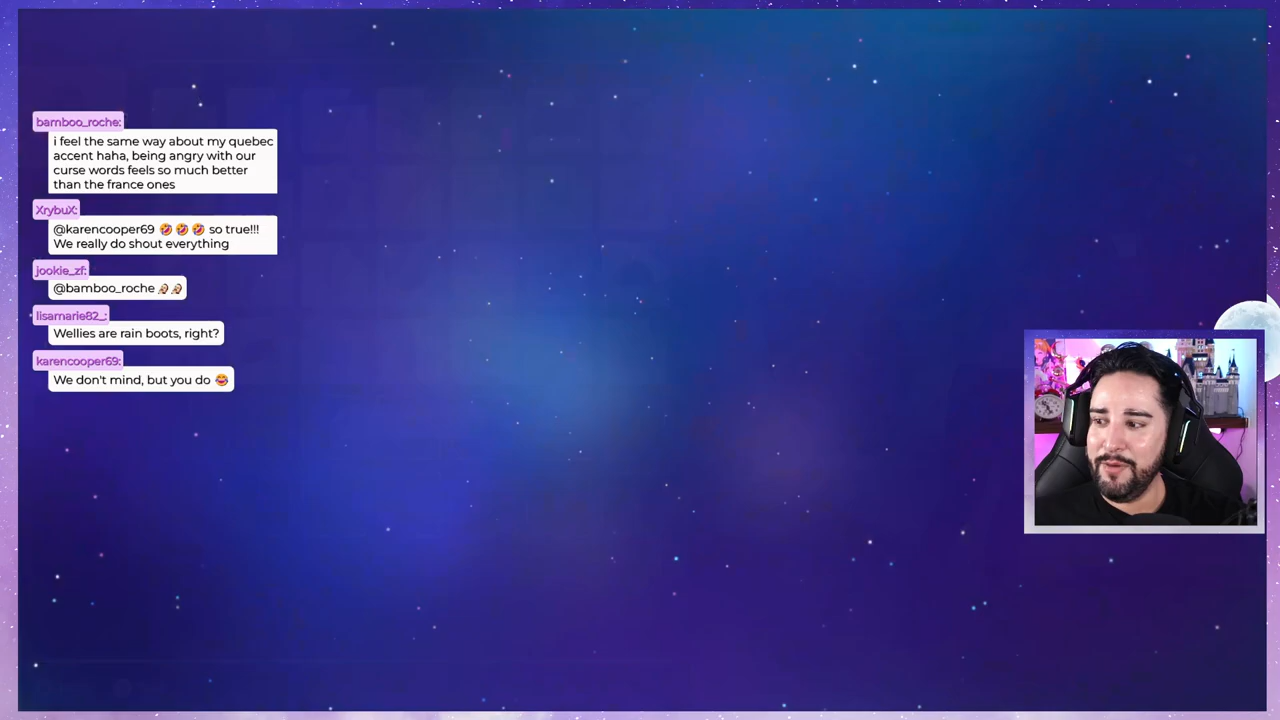 bamboo_roche:
i feel the same way about my quebec
accent haha, being angry with our
curse words feels so much better
than the france ones
XrybuX:
@karencooper69 🤣 🤣 🤣 so true!!!
We really do shout everything
jookie_zf:
@bamboo_roche
lisamarie82_:
Wellies are rain boots, right?
karencooper69:
We don't mind, but you do 😂